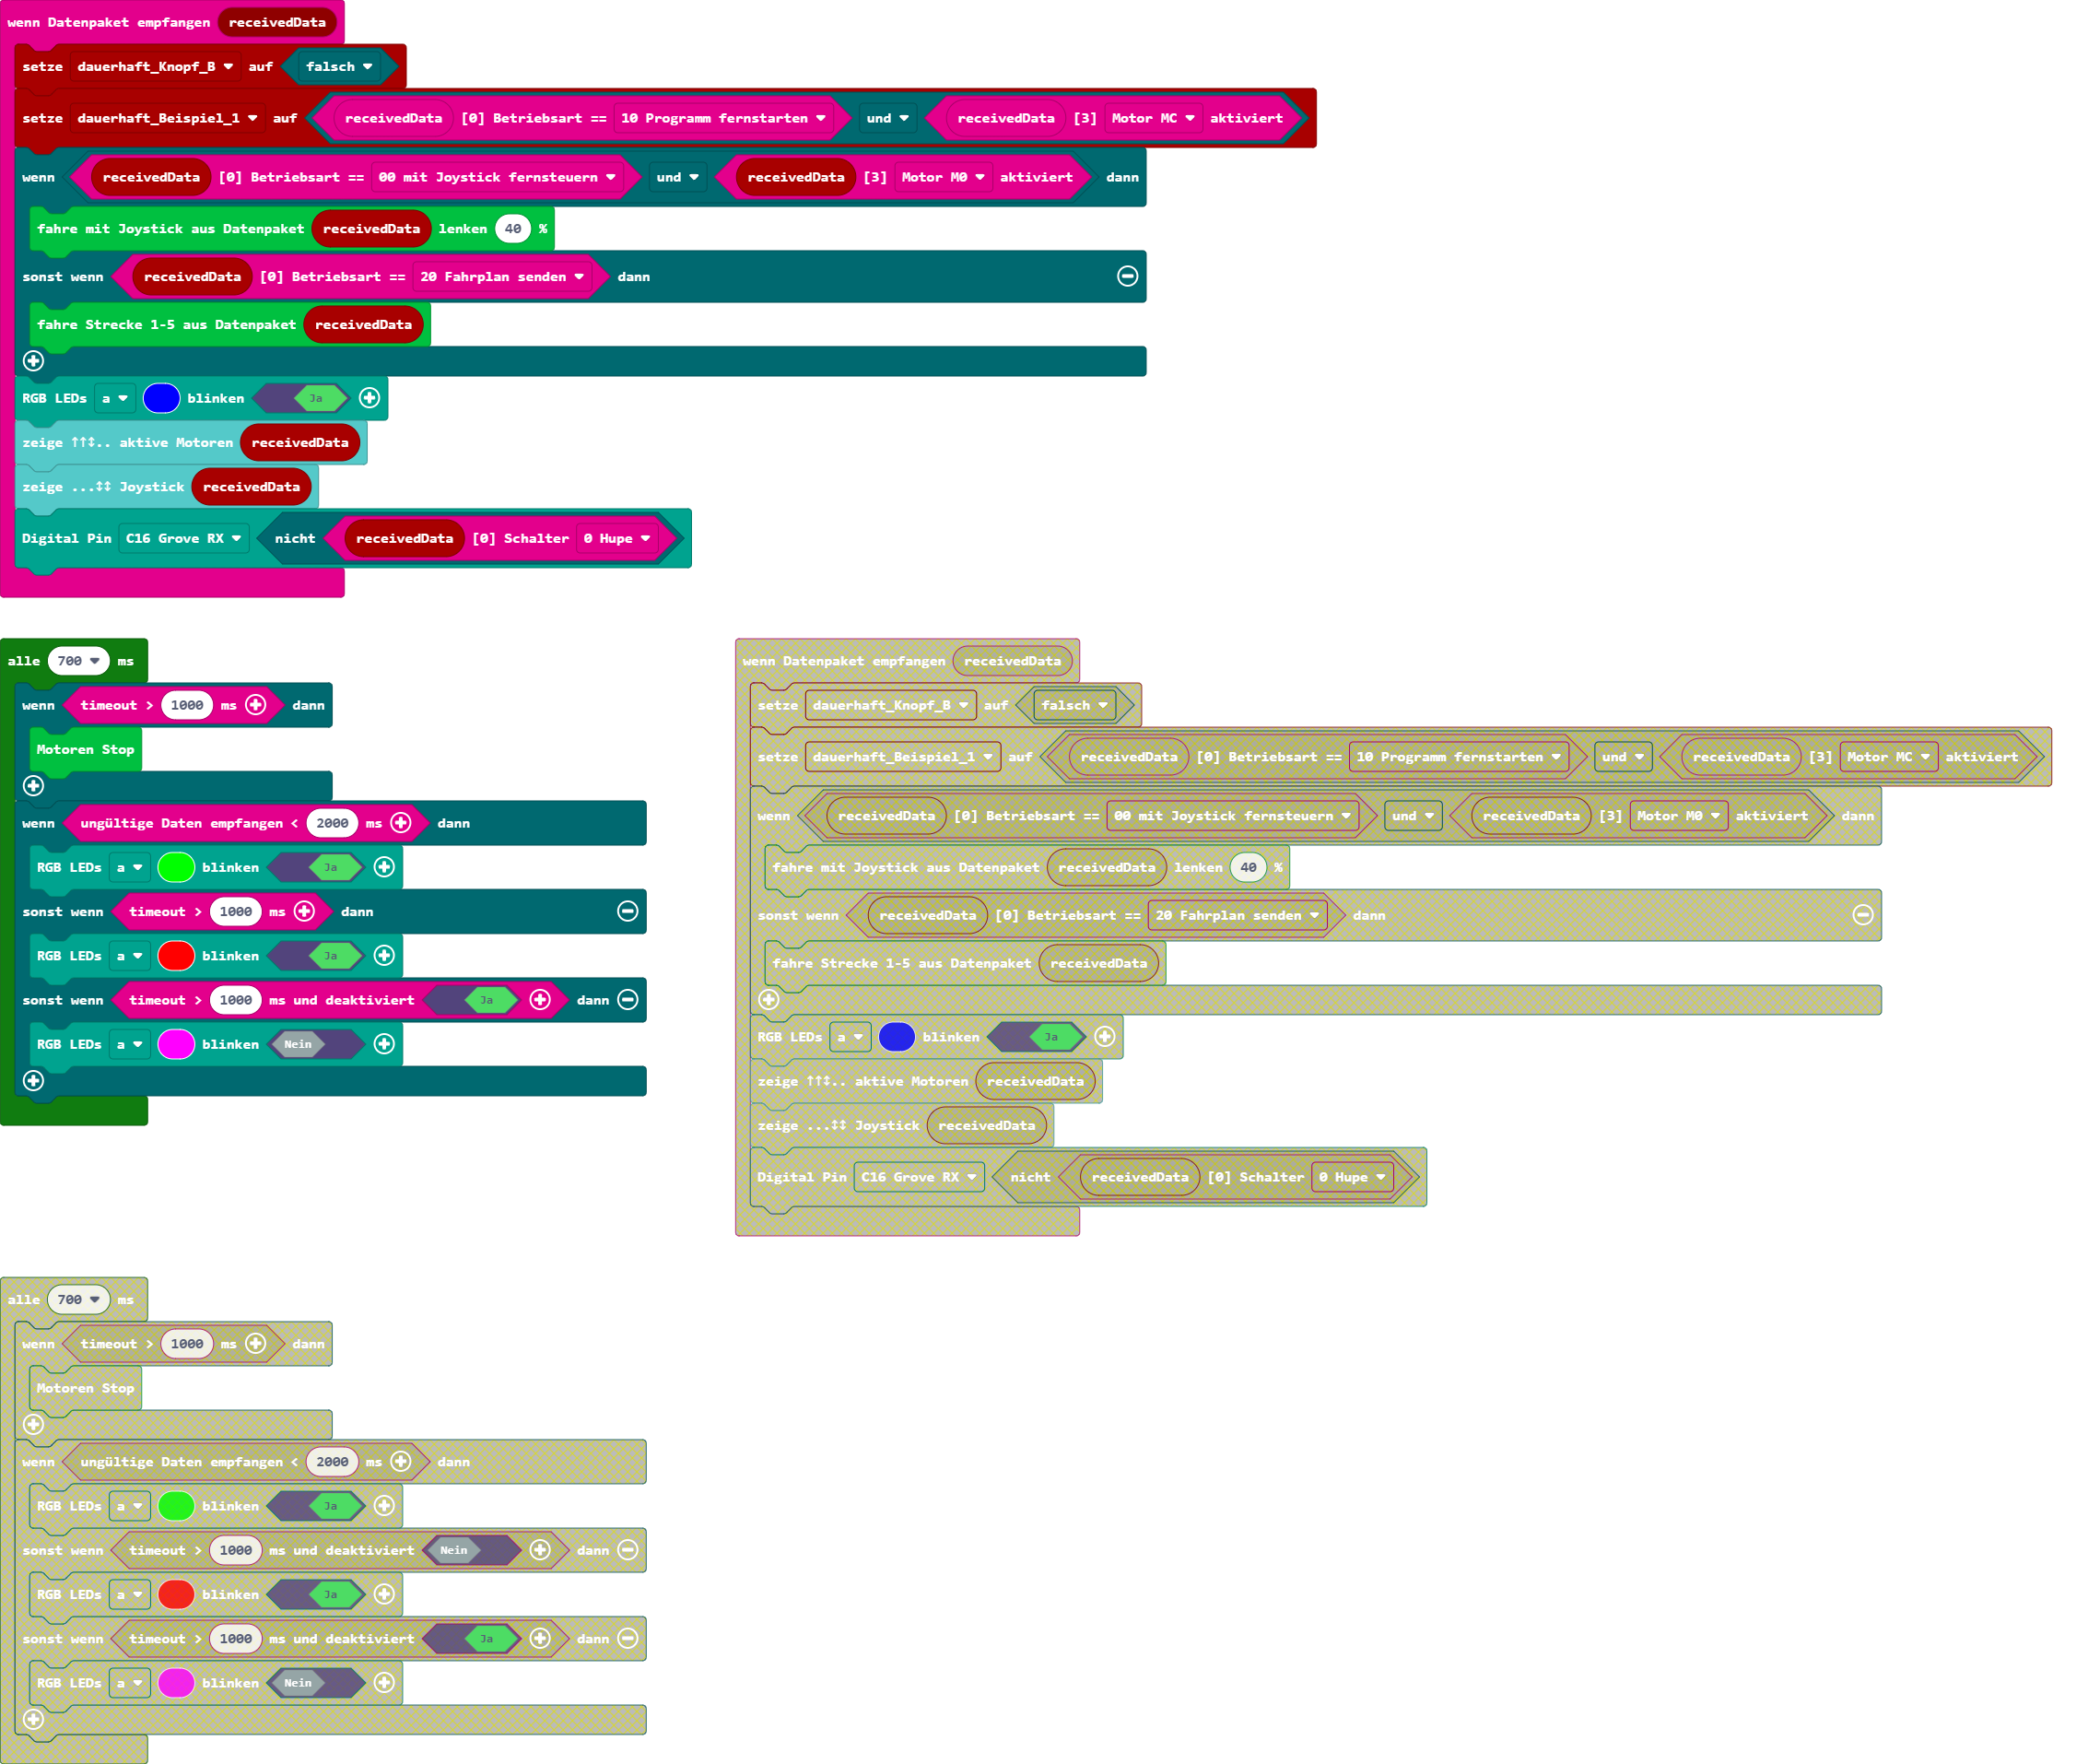 wenn Datenpaket empfangen receivedData
setze dauerhaft_Knopf_B auf falsch
setze dauerhaft_Beispiel_1 auf receivedData [0] Betriebsart == 10 Programm fernstarten und receivedData [3] Motor MC aktiviert
wenn receivedData [0] Betriebsart == 00 mit Joystick fernsteuern und receivedData [3] Motor M0 aktiviert dann
fahre mit Joystick aus Datenpaket receivedData lenken 40 %
sonst wenn receivedData [0] Betriebsart == 20 Fahrplan senden dann
fahre Strecke 1-5 aus Datenpaket receivedData
RGB LEDs a blinken Ja
zeige ↑↑↕.. aktive Motoren receivedData
zeige ...↕↕ Joystick receivedData
Digital Pin C16 Grove RX nicht receivedData [0] Schalter 0 Hupe
alle 700 ms
wenn timeout > 1000 ms dann
Motoren Stop
wenn ungültige Daten empfangen < 2000 ms dann
RGB LEDs a blinken Ja
sonst wenn timeout > 1000 ms dann
RGB LEDs a blinken Ja
sonst wenn timeout > 1000 ms und deaktiviert Ja dann
RGB LEDs a blinken Nein
wenn Datenpaket empfangen receivedData
setze dauerhaft_Knopf_B auf falsch
setze dauerhaft_Beispiel_1 auf receivedData [0] Betriebsart == 10 Programm fernstarten und receivedData [3] Motor MC aktiviert
wenn receivedData [0] Betriebsart == 00 mit Joystick fernsteuern und receivedData [3] Motor M0 aktiviert dann
fahre mit Joystick aus Datenpaket receivedData lenken 40 %
sonst wenn receivedData [0] Betriebsart == 20 Fahrplan senden dann
fahre Strecke 1-5 aus Datenpaket receivedData
RGB LEDs a blinken Ja
zeige ↑↑↕.. aktive Motoren receivedData
zeige ...↕↕ Joystick receivedData
Digital Pin C16 Grove RX nicht receivedData [0] Schalter 0 Hupe
alle 700 ms
wenn timeout > 1000 ms dann
Motoren Stop
wenn ungültige Daten empfangen < 2000 ms dann
RGB LEDs a blinken Ja
sonst wenn timeout > 1000 ms und deaktiviert Nein dann
RGB LEDs a blinken Ja
sonst wenn timeout > 1000 ms und deaktiviert Ja dann
RGB LEDs a blinken Nein